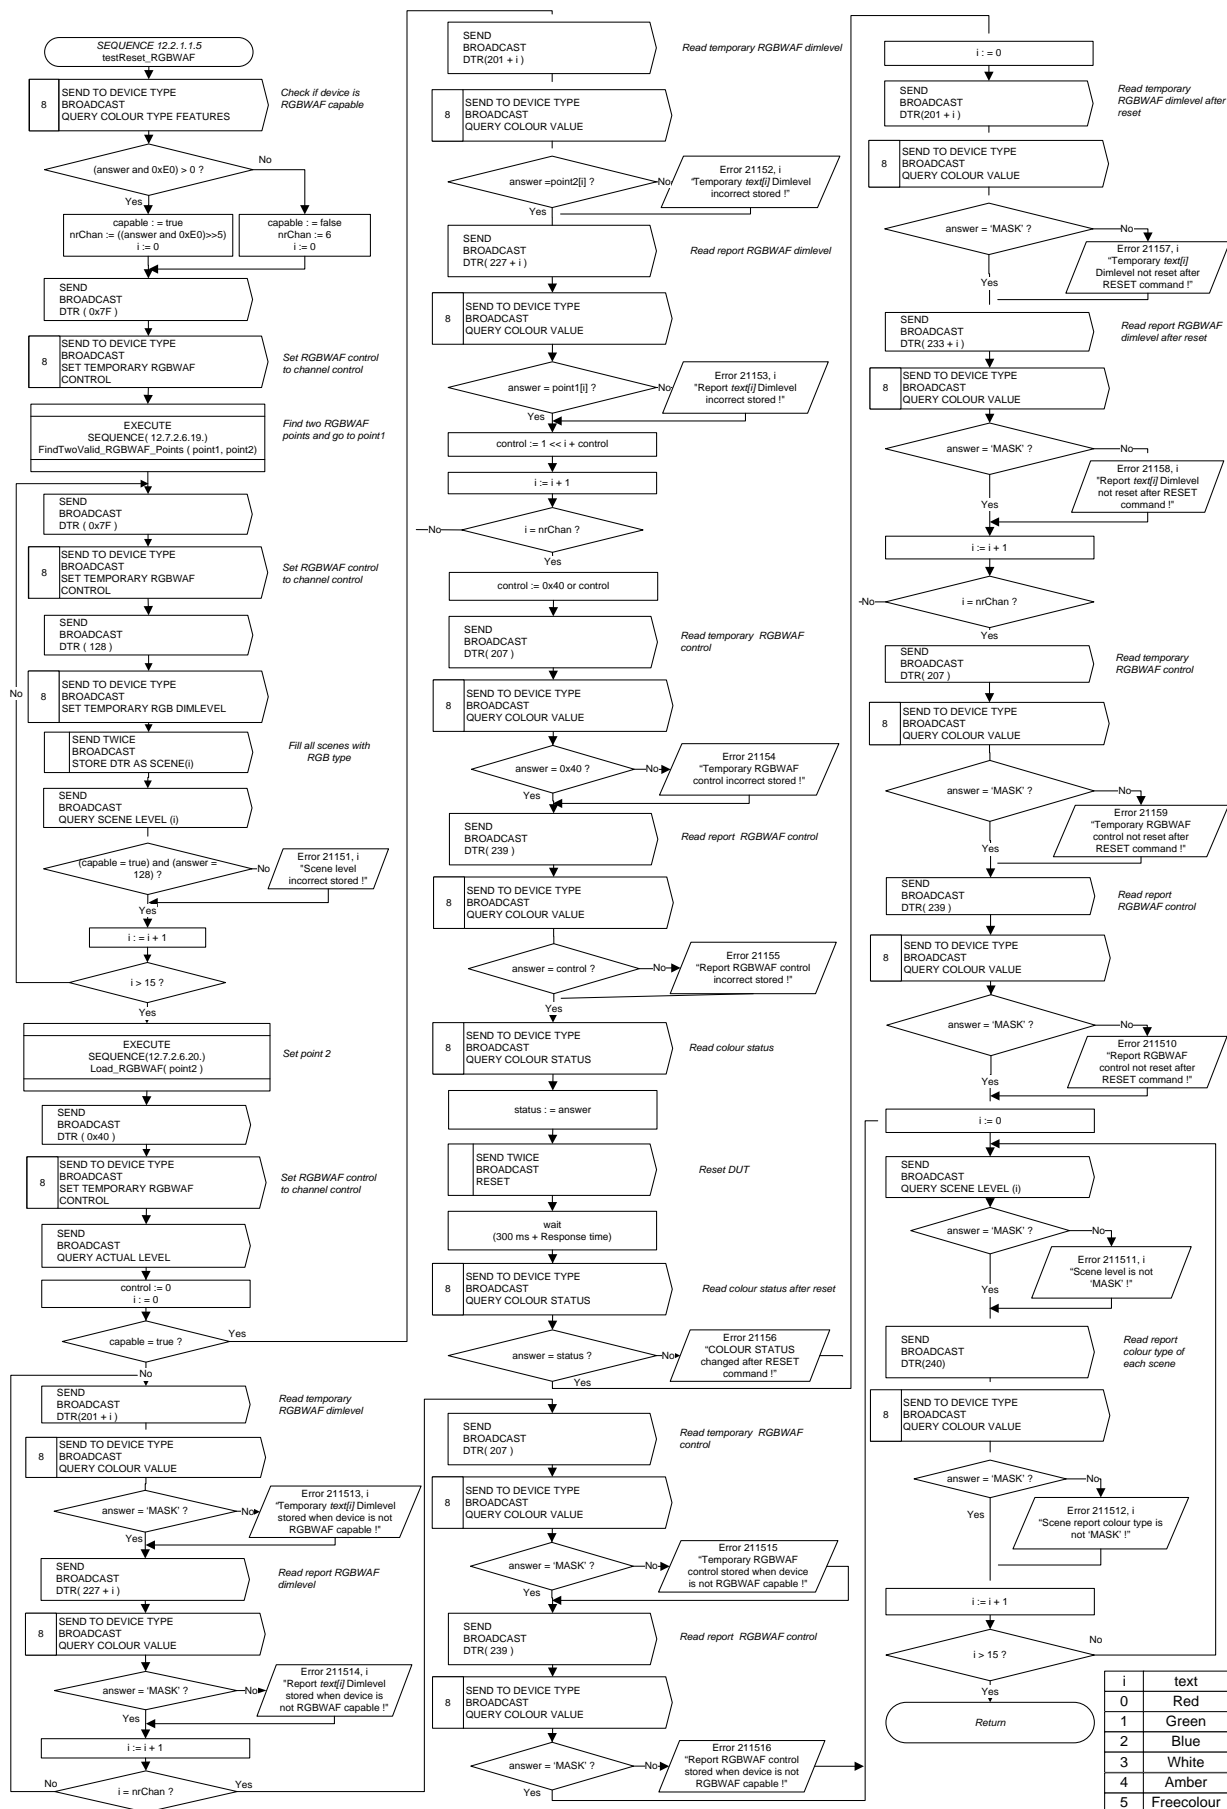 SEQUENCE 12.2.1.1.5
testReset_RGBWAF
8
SEND TO DEVICE TYPE
BROADCAST
QUERY COLOUR TYPE FEATURES
Check if device is
RGBWAF capable
(answer and 0xE0) > 0 ?
No
Yes
capable : = true
nrChan := ((answer and 0xE0)>>5)
i := 0
capable : = false
nrChan := 6
i := 0
SEND
BROADCAST
DTR ( 0x7F )
8
SEND TO DEVICE TYPE
BROADCAST
SET TEMPORARY RGBWAF
CONTROL
Set RGBWAF control
to channel control
EXECUTE
SEQUENCE( 12.7.2.6.19.)
FindTwoValid_RGBWAF_Points ( point1, point2)
Find two RGBWAF
points and go to point1
SEND
BROADCAST
DTR ( 0x7F )
8
SEND TO DEVICE TYPE
BROADCAST
SET TEMPORARY RGBWAF
CONTROL
Set RGBWAF control
to channel control
SEND
BROADCAST
DTR ( 128 )
No
8
SEND TO DEVICE TYPE
BROADCAST
SET TEMPORARY RGB DIMLEVEL
SEND TWICE
BROADCAST
STORE DTR AS SCENE(i)
Fill all scenes with
RGB type
SEND
BROADCAST
QUERY SCENE LEVEL (i)
(capable = true) and (answer =
128) ?
No
Error 21151, i
"Scene level
incorrect stored !"
Yes
i : = i + 1
i > 15 ?
Yes
EXECUTE
SEQUENCE(12.7.2.6.20.)
Load_RGBWAF( point2 )
Set point 2
SEND
BROADCAST
DTR ( 0x40 )
8
SEND TO DEVICE TYPE
BROADCAST
SET TEMPORARY RGBWAF
CONTROL
Set RGBWAF control
to channel control
SEND
BROADCAST
QUERY ACTUAL LEVEL
control := 0
i : = 0
capable = true ?
Yes
No
SEND
BROADCAST
DTR(201 + i )
Read temporary
RGBWAF dimlevel
8
SEND TO DEVICE TYPE
BROADCAST
QUERY COLOUR VALUE
answer = 'MASK' ?
No
Error 211513, i
"Temporary text[i] Dimlevel
stored when device is not
RGBWAF capable !"
Yes
SEND
BROADCAST
DTR( 227 + i )
Read report RGBWAF
dimlevel
8
SEND TO DEVICE TYPE
BROADCAST
QUERY COLOUR VALUE
answer = 'MASK' ?
No
Error 211514, i
"Report text[i] Dimlevel
stored when device is
not RGBWAF capable !"
Yes
i := i + 1
No
i = nrChan ?
Yes
SEND
BROADCAST
DTR(201 + i )
Read temporary RGBWAF dimlevel
8
SEND TO DEVICE TYPE
BROADCAST
QUERY COLOUR VALUE
answer =point2[i] ?
No
Error 21152, i
"Temporary text[i] Dimlevel
incorrect stored !"
Yes
SEND
BROADCAST
DTR( 227 + i )
Read report RGBWAF dimlevel
8
SEND TO DEVICE TYPE
BROADCAST
QUERY COLOUR VALUE
answer = point1[i] ?
No
Error 21153, i
"Report text[i] Dimlevel
incorrect stored !"
Yes
control := 1 << i + control
i := i + 1
No
i = nrChan ?
Yes
control := 0x40 or control
SEND
BROADCAST
DTR( 207 )
Read temporary RGBWAF
control
8
SEND TO DEVICE TYPE
BROADCAST
QUERY COLOUR VALUE
answer = 0x40 ?
No
Error 21154
"Temporary RGBWAF
control incorrect stored !"
Yes
SEND
BROADCAST
DTR( 239 )
Read report RGBWAF control
8
SEND TO DEVICE TYPE
BROADCAST
QUERY COLOUR VALUE
answer = control ?
No
Error 21155
"Report RGBWAF control
incorrect stored !"
Yes
8
SEND TO DEVICE TYPE
BROADCAST
QUERY COLOUR STATUS
Read colour status
status : = answer
SEND TWICE
BROADCAST
RESET
Reset DUT
wait
(300 ms + Response time)
8
SEND TO DEVICE TYPE
BROADCAST
QUERY COLOUR STATUS
Read colour status after reset
answer = status ?
No
Error 21156
"COLOUR STATUS
changed after RESET
command !"
Yes
SEND
BROADCAST
DTR( 207 )
Read temporary RGBWAF
control
8
SEND TO DEVICE TYPE
BROADCAST
QUERY COLOUR VALUE
answer = 'MASK' ?
No
Error 211515
"Temporary RGBWAF
control stored when device
is not RGBWAF capable !"
Yes
SEND
BROADCAST
DTR( 239 )
Read report RGBWAF control
8
SEND TO DEVICE TYPE
BROADCAST
QUERY COLOUR VALUE
answer = 'MASK' ?
No
Error 211516
"Report RGBWAF control
stored when device is not
RGBWAF capable !"
Yes
i : = 0
SEND
BROADCAST
DTR(201 + i )
Read temporary
RGBWAF dimlevel after
reset
8
SEND TO DEVICE TYPE
BROADCAST
QUERY COLOUR VALUE
answer = 'MASK' ?
No
Error 21157, i
"Temporary text[i]
Dimlevel not reset after
RESET command !"
Yes
SEND
BROADCAST
DTR( 233 + i )
Read report RGBWAF
dimlevel after reset
8
SEND TO DEVICE TYPE
BROADCAST
QUERY COLOUR VALUE
answer = 'MASK' ?
No
Error 21158, i
"Report text[i] Dimlevel
not reset after RESET
command !"
Yes
i := i + 1
No
i = nrChan ?
Yes
SEND
BROADCAST
DTR( 207 )
Read temporary
RGBWAF control
8
SEND TO DEVICE TYPE
BROADCAST
QUERY COLOUR VALUE
answer = 'MASK' ?
No
Error 21159
"Temporary RGBWAF
control not reset after
RESET command !"
Yes
SEND
BROADCAST
DTR( 239 )
Read report
RGBWAF control
8
SEND TO DEVICE TYPE
BROADCAST
QUERY COLOUR VALUE
answer = 'MASK' ?
No
Error 211510
"Report RGBWAF
control not reset after
RESET command !"
Yes
i := 0
SEND
BROADCAST
QUERY SCENE LEVEL (i)
answer = 'MASK' ?
No
Error 211511, i
"Scene level is not
'MASK' !"
Yes
SEND
BROADCAST
DTR(240)
Read report
colour type of
each scene
8
SEND TO DEVICE TYPE
BROADCAST
QUERY COLOUR VALUE
answer = 'MASK' ?
No
Error 211512, i
"Scene report colour type is
not 'MASK' !"
Yes
i : = i + 1
i > 15 ?
No
Yes
Return
i text
0 Red
1 Green
2 Blue
3 White
4 Amber
5 Freecolour